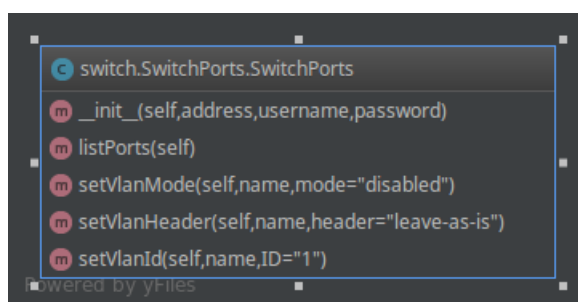 c switch.SwitchPorts.SwitchPorts
m __init__(self,address,username,password)
m listPorts(self)
m setVlanMode(self,name,mode="disabled")
m setVlanHeader(self,name,header="leave-as-is")
m setVlanId(self,name,ID="1")
Powered by yFiles